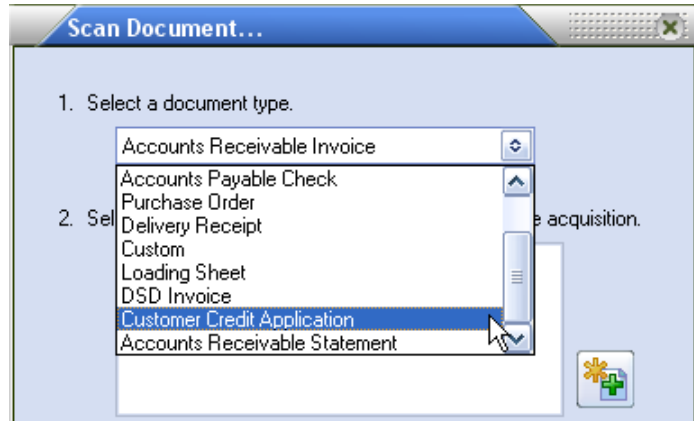 Scan Document...
1. Select a document type.
Accounts Receivable Invoice
Accounts Payable Check
Purchase Order
2. Sel e acquisition.
Delivery Receipt
Custom
Loading Sheet
DSD Invoice
Customer Credit Application
Accounts Receivable Statement